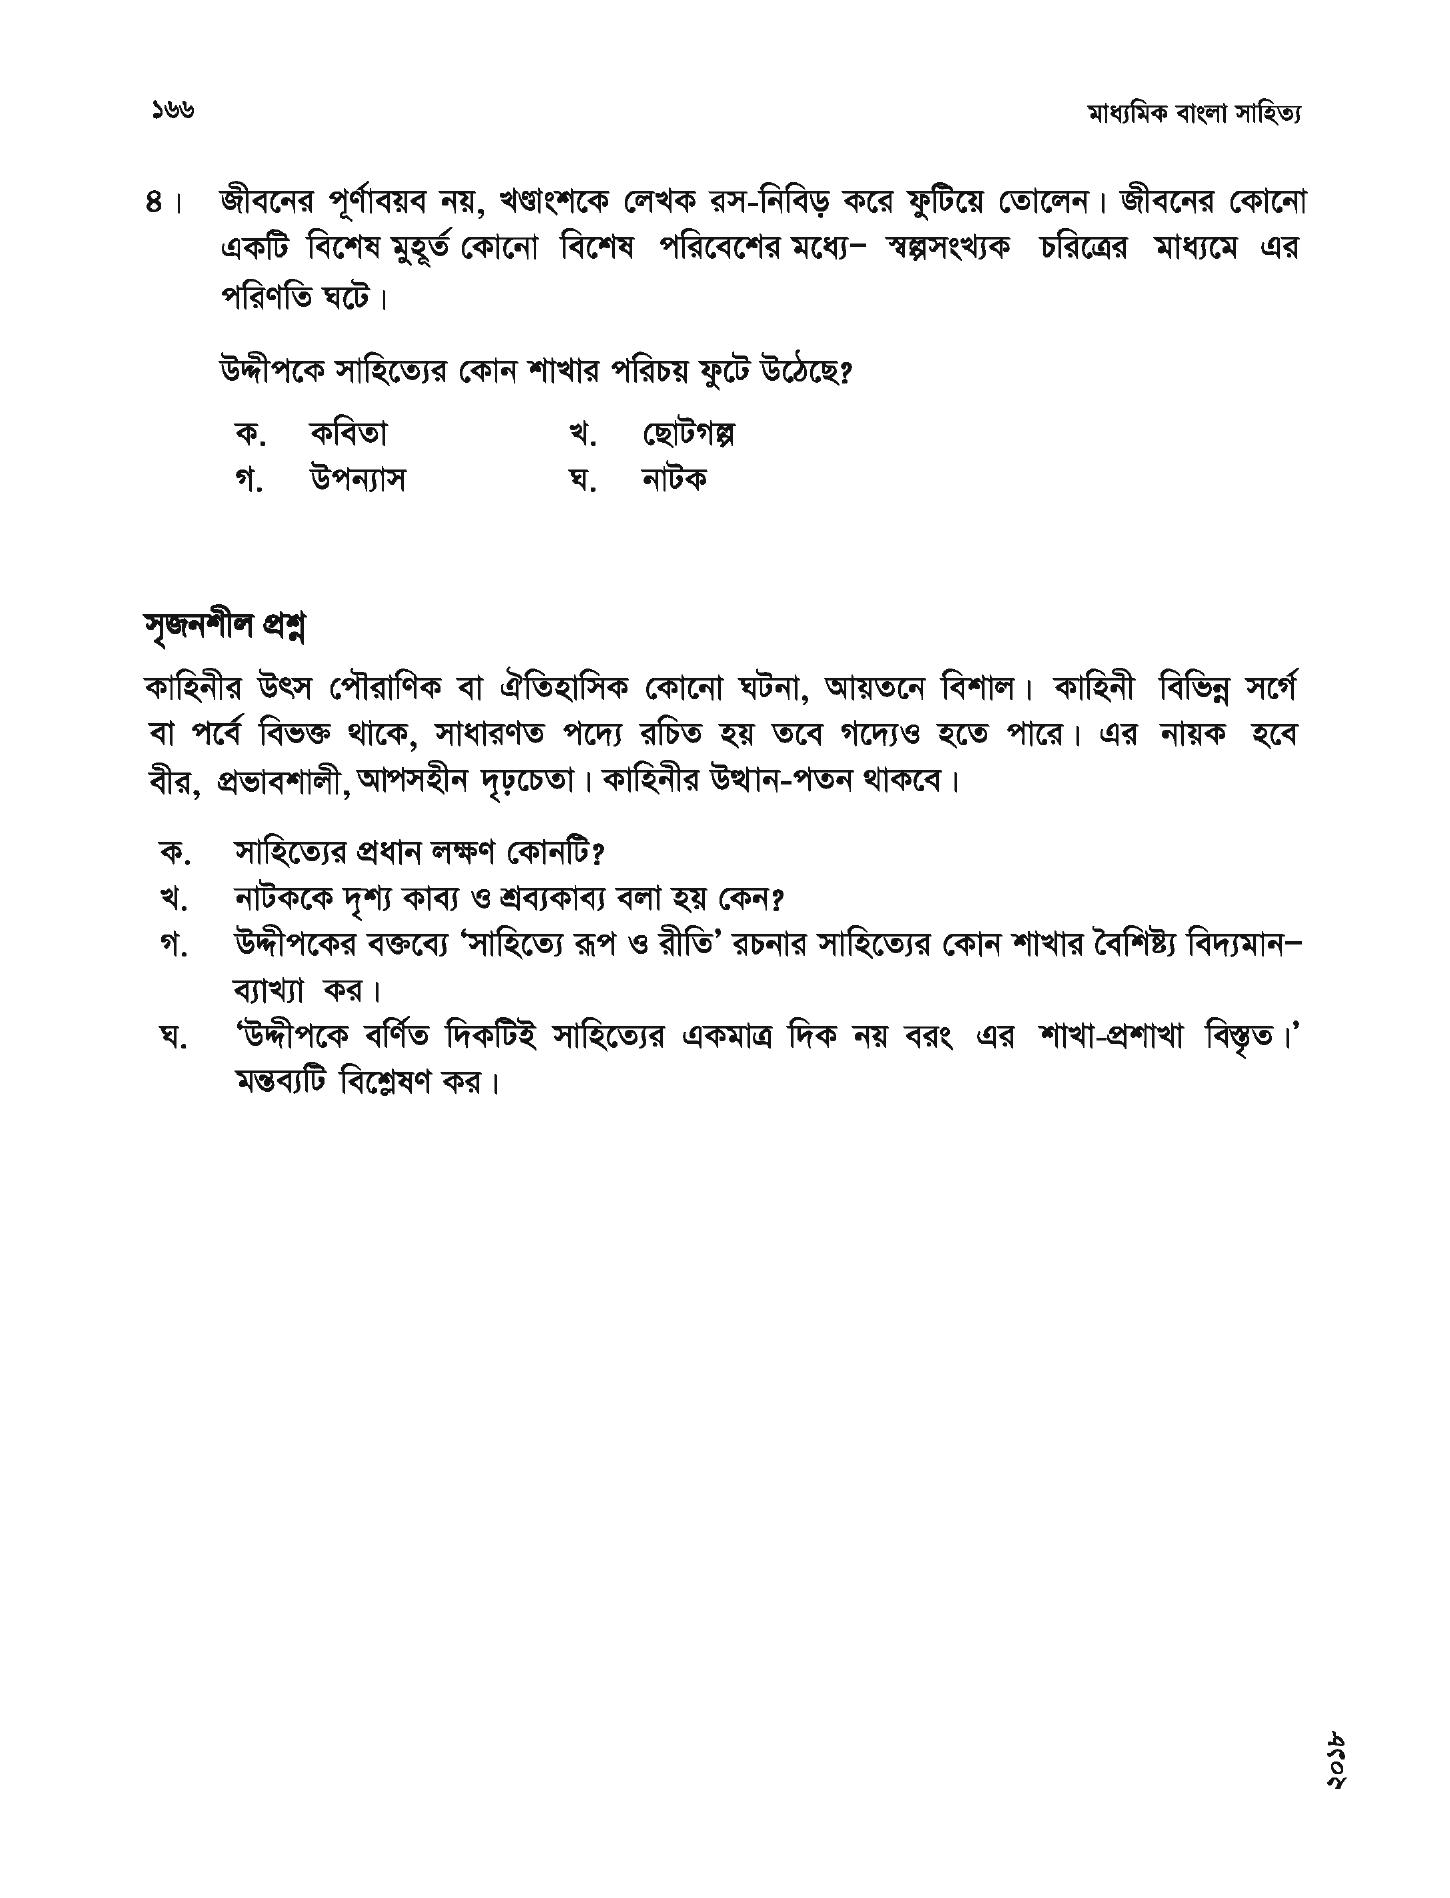 ১৬৬ মাধ্যমিক বাংলা সাহিত্য
৪। জীবনের পূর্ণাবয়ব নয়, খণ্ডাংশকে লেখক রস-নিবিড় করে ফুটিয়ে তোলেন। জীবনের কোনো
একটি বিশেষ মুহূর্ত কোনো বিশেষ পরিবেশের মধ্যে– স্বল্পসংখ্যক চরিত্রের মাধ্যমে এর
পরিণতি ঘটে।
উদ্দীপকে সাহিত্যের কোন শাখার পরিচয় ফুটে উঠেছে?
ক. কবিতা খ. ছোটগল্প
গ. উপন্যাস ঘ. নাটক
সৃজনশীল প্রশ্ন
কাহিনীর উৎস পৌরাণিক বা ঐতিহাসিক কোনো ঘটনা, আয়তনে বিশাল। কাহিনী বিভিন্ন সর্গে
বা পর্বে বিভক্ত থাকে, সাধারণত পদ্যে রচিত হয় তবে গদ্যেও হতে পারে। এর নায়ক হবে
বীর, প্রভাবশালী, আপসহীন দৃঢ়চেতা। কাহিনীর উত্থান-পতন থাকবে।
ক. সাহিত্যের প্রধান লক্ষণ কোনটি?
খ. নাটককে দৃশ্য কাব্য ও শ্রব্যকাব্য বলা হয় কেন?
গ. উদ্দীপকের বক্তব্যে ‘সাহিত্যে রূপ ও রীতি’ রচনার সাহিত্যের কোন শাখার বৈশিষ্ট্য বিদ্যমান–
ব্যাখ্যা কর।
ঘ. ‘উদ্দীপকে বর্ণিত দিকটিই সাহিত্যের একমাত্র দিক নয় বরং এর শাখা-প্রশাখা বিস্তৃত।’
মন্তব্যটি বিশ্লেষণ কর।
২০১৮